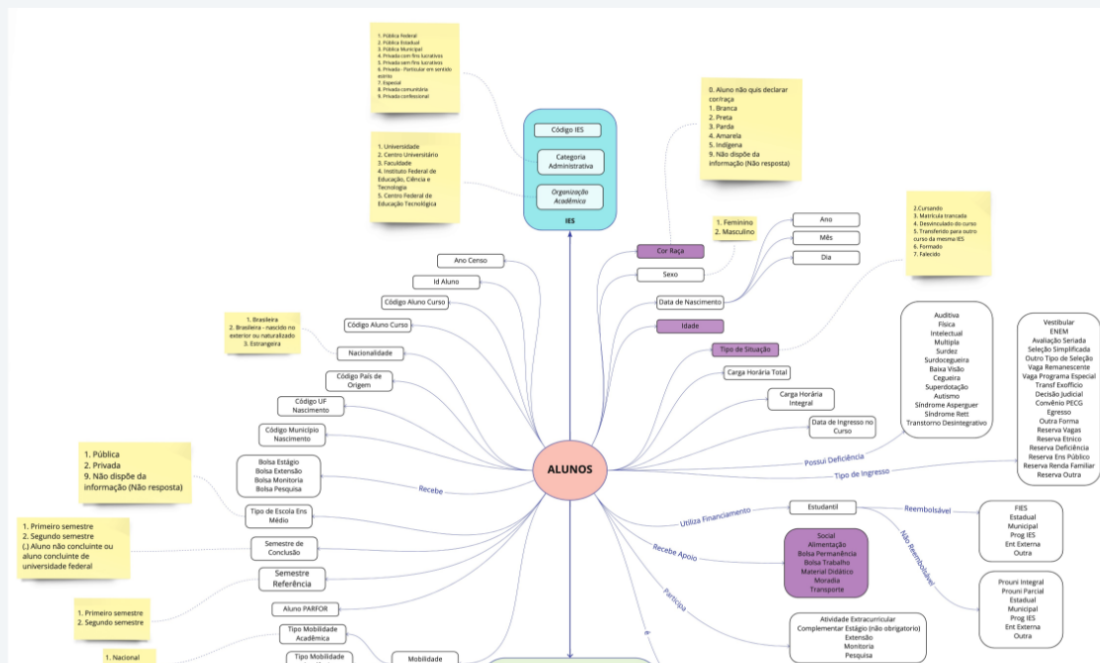 1. Pública Federal
2. Pública Estadual
3. Pública Municipal
4. Privada com fins lucrativos
5. Privada sem fins lucrativos
6. Privada - Particular em sentido
estrito
7. Especial
8. Privada comunitária
9. Privada confessional
1. Universidade
2. Centro Universitário
3. Faculdade
4. Instituto Federal de
Educação, Ciência e
Tecnologia
5. Centro Federal de
Educação Tecnológica
Código IES
Categoria
Administrativa
Organização
Acadêmica
IES
0. Aluno não quis declarar
cor/raça
1. Branca
2. Preta
3. Parda
4. Amarela
5. Indígena
9. Não dispõe da
informação (Não resposta)
1. Feminino
2. Masculino
Ano
Mês
Dia
2.Cursando
3. Matrícula trancada
4. Desvinculado do curso
5. Transferido para outro
curso da mesma IES
6. Formado
7. Falecido
Cor Raça
Sexo
Data de Nascimento
Idade
Tipo de Situação
Carga Horária Total
Carga Horária
Integral
Data de Ingresso no
Curso
Ano Censo
Id Aluno
Código Aluno Curso
Código Aluno Curso
1. Brasileira
2. Brasileira - nascido no
exterior ou naturalizado
3. Estrangeira
Nacionalidade
Código País de
Origem
Código UF
Nascimento
Código Município
Nascimento
Bolsa Estágio
Bolsa Extensão
Bolsa Monitoria
Bolsa Pesquisa
Recebe
ALUNOS
Possui Deficiência
Auditiva
Física
Intelectual
Multipla
Surdez
Surdocegueira
Baixa Visão
Cegueira
Superdotação
Autismo
Síndrome Asperguer
Síndrome Rett
Transtorno Desintegrativo
Tipo de Ingresso
Vestibular
ENEM
Avaliação Seriada
Seleção Simplificada
Outro Tipo de Seleção
Vaga Remanescente
Vaga Programa Especial
Transf Exofficio
Decisão Judicial
Convênio PECG
Egresso
Outra Forma
Reserva Vagas
Reserva Etnico
Reserva Deficiência
Reserva Ens Público
Reserva Renda Familiar
Reserva Outra
1. Pública
2. Privada
9. Não dispõe da
informação (Não resposta)
Tipo de Escola Ens
Médio
1. Primeiro semestre
2. Segundo semestre
(.) Aluno não concluinte ou
aluno concluinte de
universidade federal
Semestre de
Conclusão
Semestre
Referência
1. Primeiro semestre
2. Segundo semestre
Aluno PARFOR
Tipo Mobilidade
Acadêmica
1. Nacional
Tipo Mobilidade
Mobilidade
Utiliza Financiamento
Estudantil
Reembolsável
FIES
Estadual
Municipal
Prog IES
Ent Externa
Outra
Não Reembolsável
Prouni Integral
Prouni Parcial
Estadual
Municipal
Prog IES
Ent Externa
Outra
Recebe Apoio
Social
Alimentação
Bolsa Permanência
Bolsa Trabalho
Material Didático
Moradia
Transporte
Participa
Atividade Extracurricular
Complementar Estágio (não obrigatorio)
Extensão
Monitoria
Pesquisa